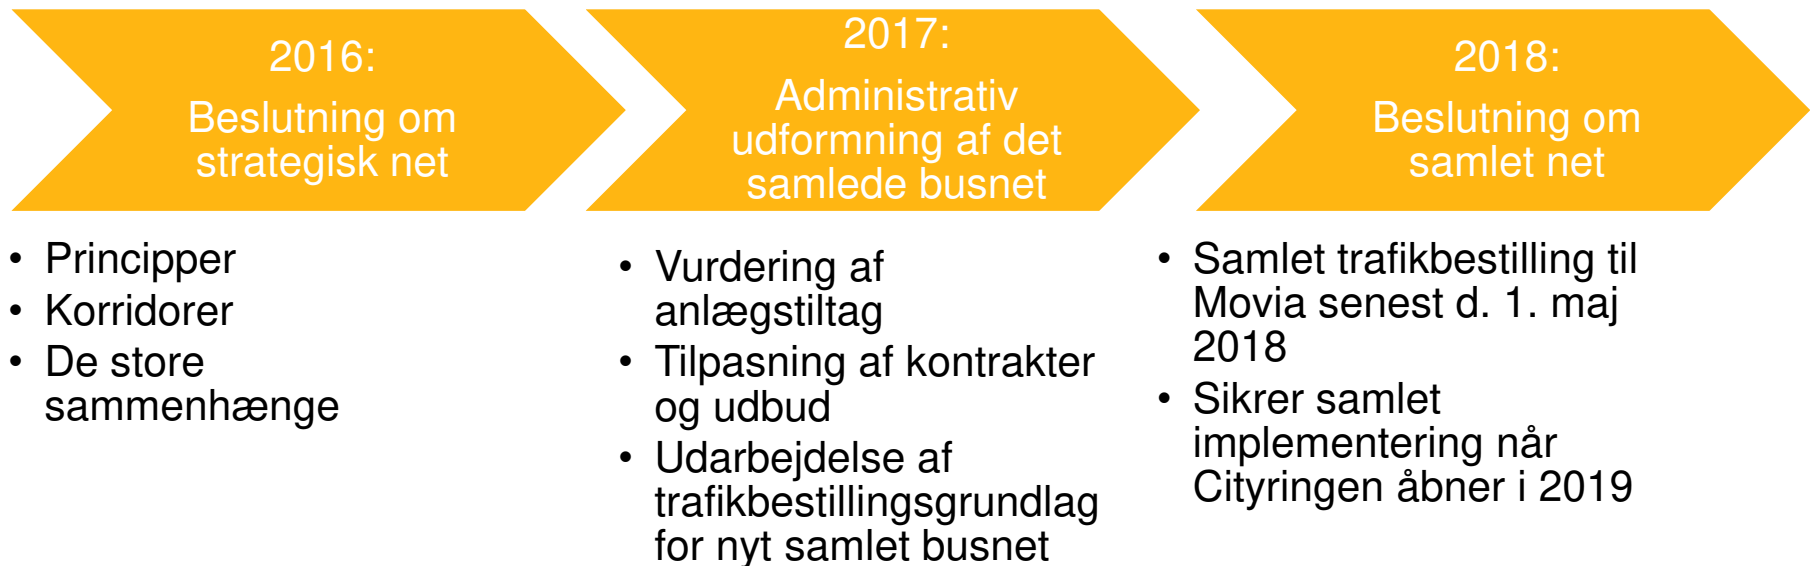 2016:
Beslutning om
strategisk net
• Principper
• Korridorer
• De store
sammenhænge
2017:
Administrativ
udformning af det
samlede busnet
• Vurdering af
anlægstiltag
• Tilpasning af kontrakter
og udbud
• Udarbejdelse af
trafikbestillingsgrundlag
for nyt samlet busnet
2018:
Beslutning om
samlet net
• Samlet trafikbestilling til
Movia senest d. 1. maj
2018
• Sikrer samlet
implementering når
Cityringen åbner i 2019